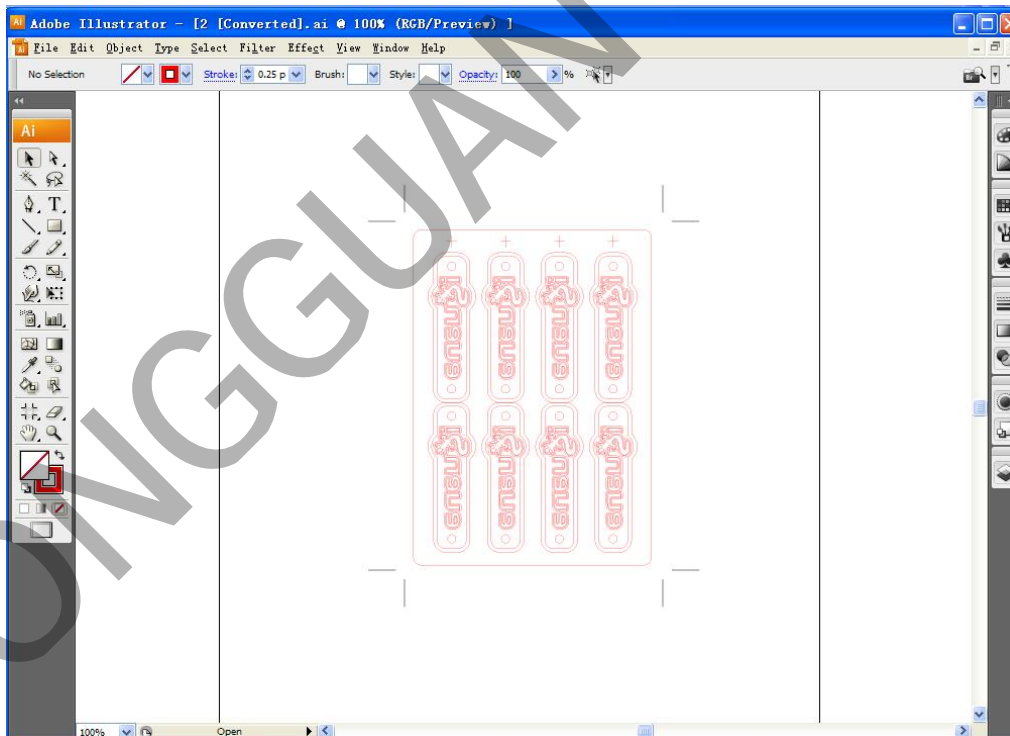 Adobe Illustrator - [2 [Converted].ai @ 100% (RGB/Preview) ]
File Edit Object Type Select Filter Effect View Window Help
No Selection Stroke: 0.25 p Brush: Style: Opacity: 100 %
Ai
ONGGUAN
100% Open